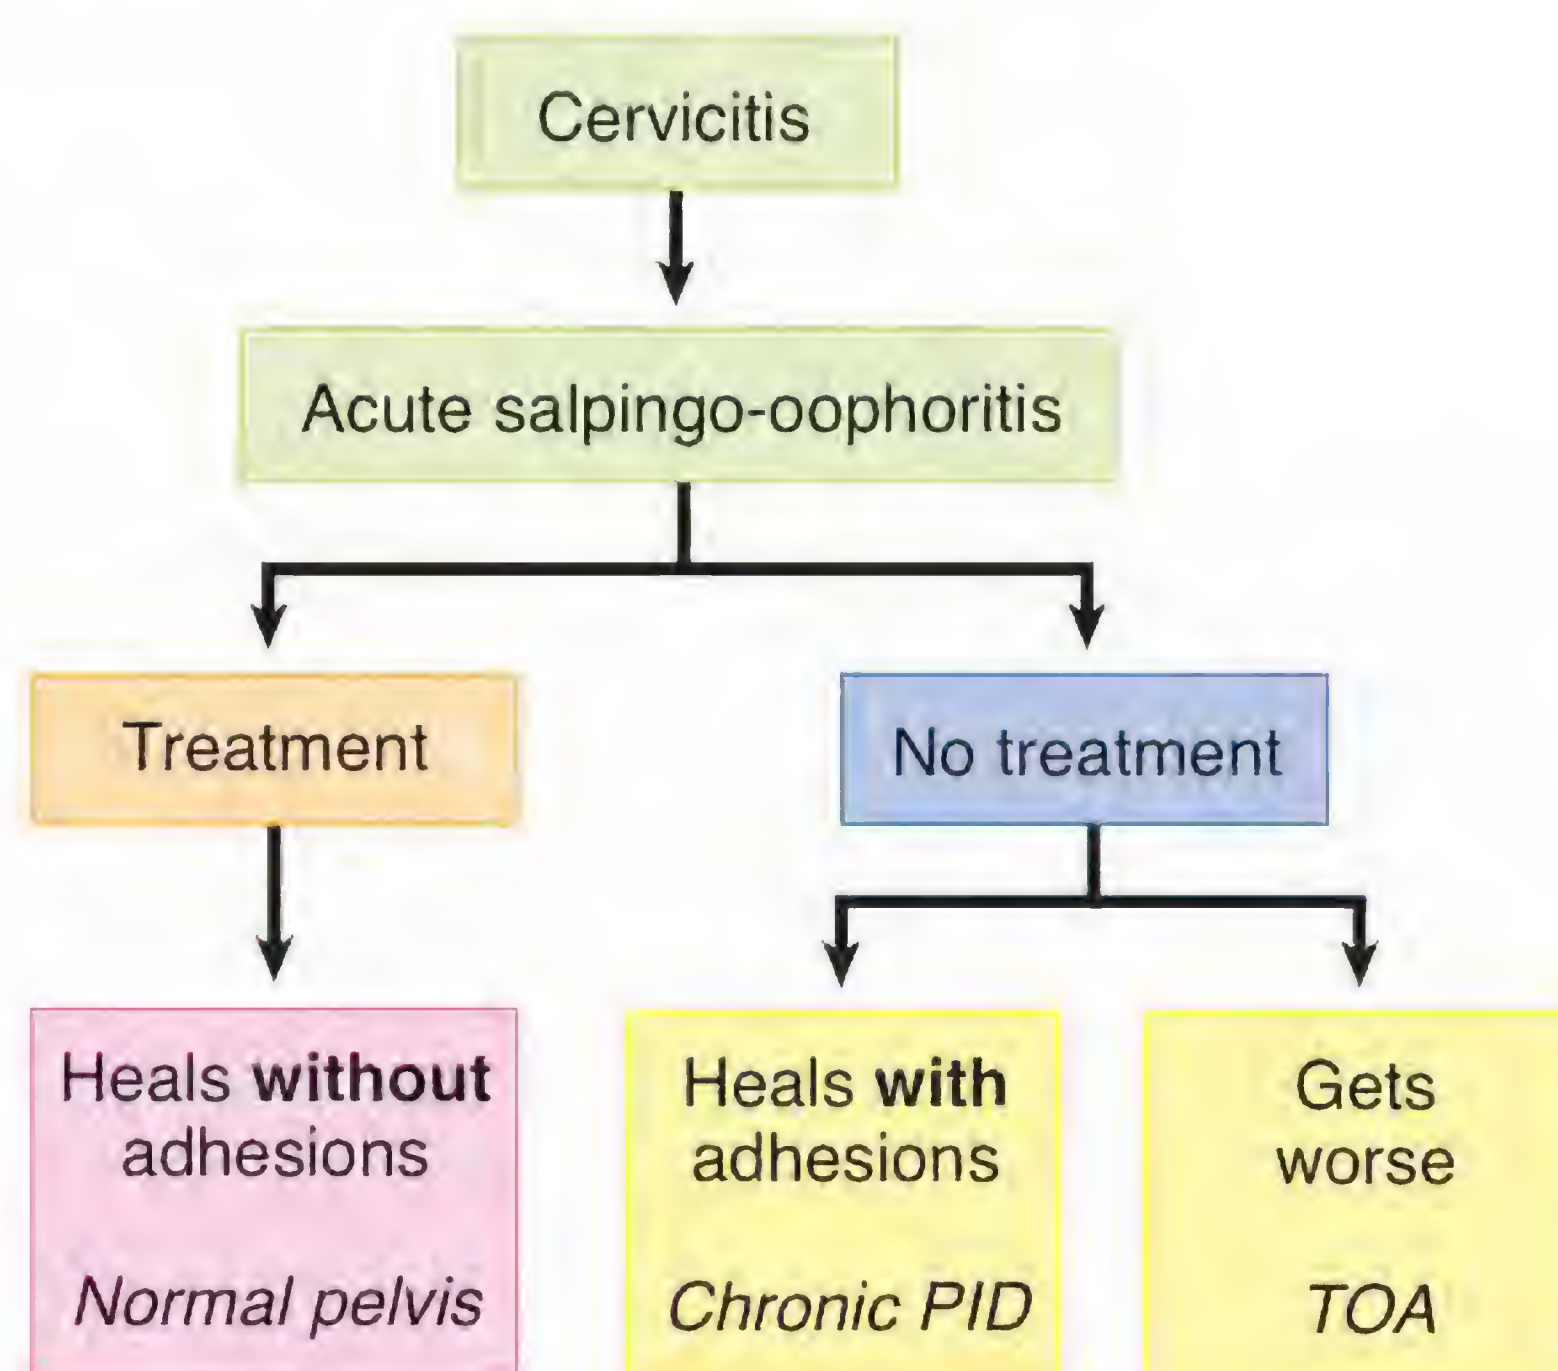 Cervicitis
Acute salpingo-oophoritis
Treatment
No treatment
Heals without
adhesions
Normal pelvis
Heals with
adhesions
Chronic PID
Gets
worse
TOA